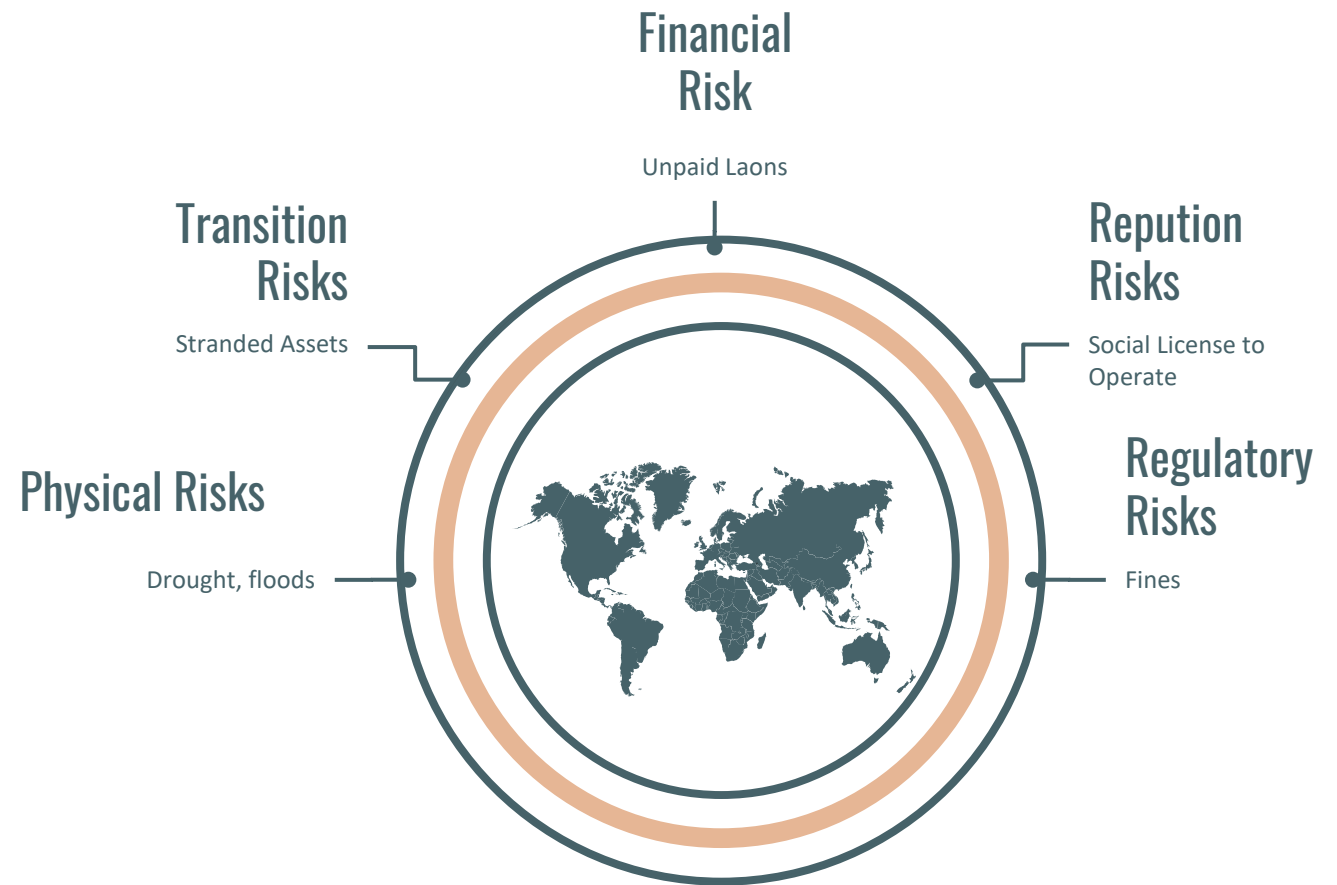 Financial
Risk
Unpaid Laons
Transition
Risks
Stranded Assets
Repution
Risks
Social License to
Operate
Physical Risks
Drought, floods
Regulatory
Risks
Fines